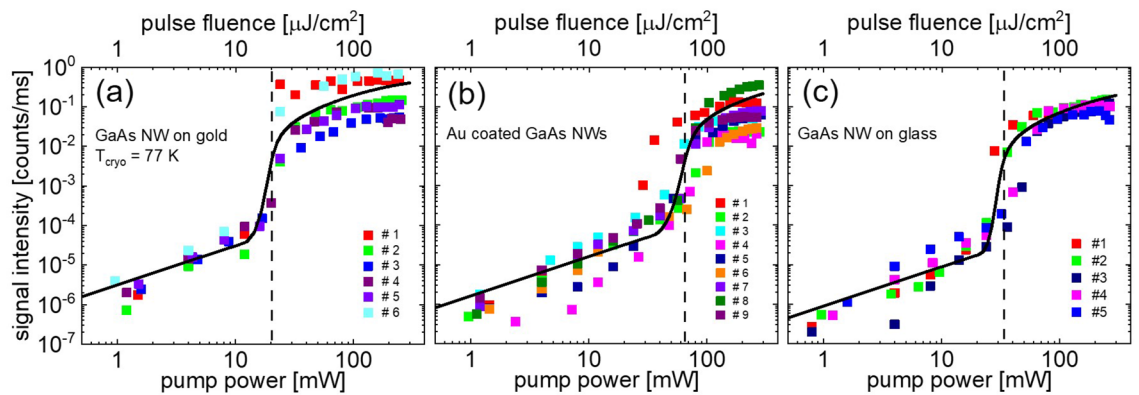 pulse fluence [μJ/cm²] pulse fluence [μJ/cm²] pulse fluence [μJ/cm²]
1 10 100 1 10 100 1 10 100
signal intensity [counts/ms]
10⁰
10⁻¹
10⁻²
10⁻³
10⁻⁴
10⁻⁵
10⁻⁶
10⁻⁷
(a)
GaAs NW on gold
T_cryo = 77 K
# 1
# 2
# 3
# 4
# 5
# 6
(b)
Au coated GaAs NWs
# 1
# 2
# 3
# 4
# 5
# 6
# 7
# 8
# 9
(c)
GaAs NW on glass
#1
#2
#3
#4
#5
1 10 100 1 10 100 1 10 100
pump power [mW] pump power [mW] pump power [mW]